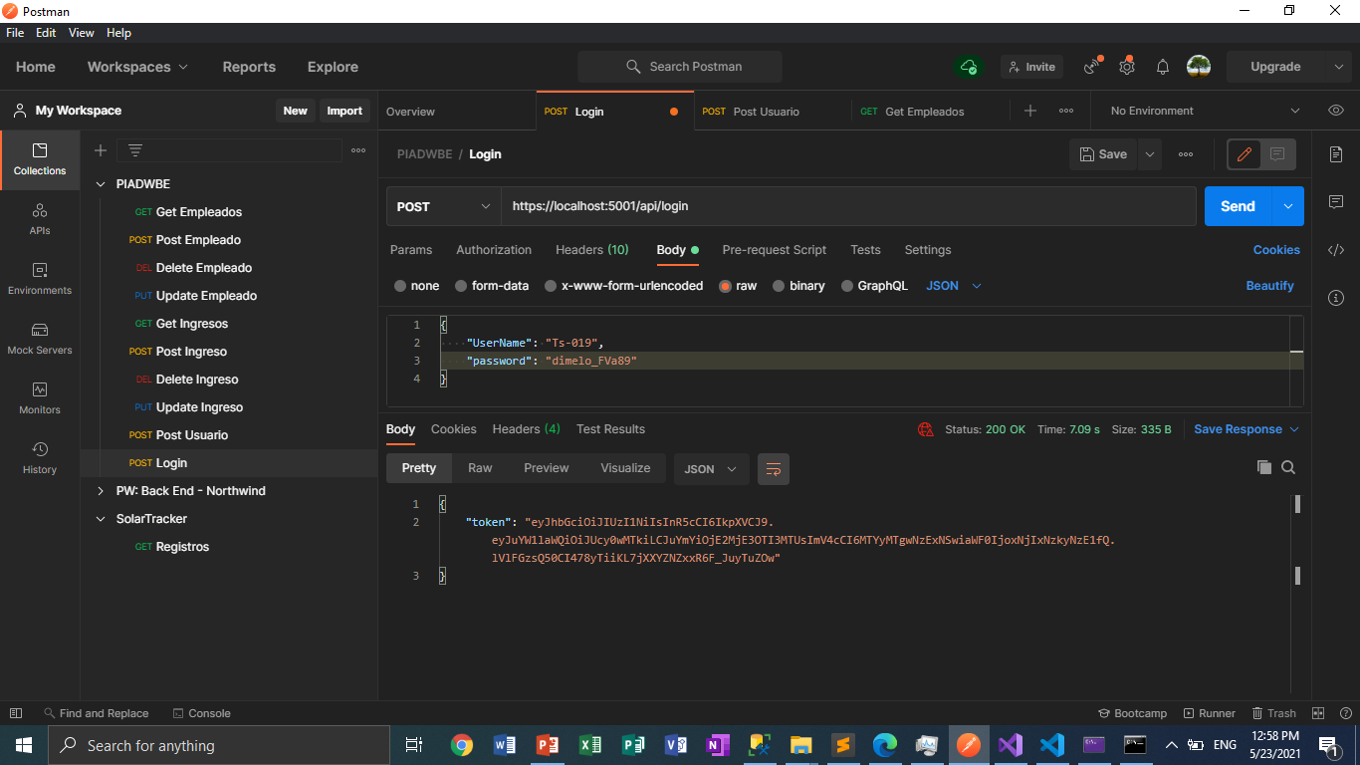 Postman
File Edit View Help
Home Workspaces Reports Explore Search Postman Invite Upgrade
My Workspace New Import
Overview POST Login POST Post Usuario GET Get Empleados No Environment
Collections
APIs
Environments
Mock Servers
Monitors
History
PIADWBE
GET Get Empleados
POST Post Empleado
DEL Delete Empleado
PUT Update Empleado
GET Get Ingresos
POST Post Ingreso
DEL Delete Ingreso
PUT Update Ingreso
POST Post Usuario
POST Login
PW: Back End - Northwind
SolarTracker
GET Registros
PIADWBE / Login Save
POST https://localhost:5001/api/login Send
Params Authorization Headers (10) Body Pre-request Script Tests Settings Cookies
none form-data x-www-form-urlencoded raw binary GraphQL JSON Beautify
1 {
2 "UserName": "Ts-019",
3 "password": "dimelo_FVa89"
4 }
Body Cookies Headers (4) Test Results Status: 200 OK Time: 7.09 s Size: 335 B Save Response
Pretty Raw Preview Visualize JSON
1 {
2 "token": "eyJhbGciOiJIUzI1NiIsInR5cCI6IkpXVCJ9.
eyJuYW1laWQiOiJUcy0wMTkiLCJuYmYiOjE2MjE3OTI3MTUsImV4cCI6MTYyMTgwNzExNSwiaWF0IjoxNjIxNzkyNzE1fQ.
lVlFGzsQ50CI478yTiiKL7jXXYZNZxxR6F_JuyTuZOw"
3 }
Find and Replace Console Bootcamp Runner Trash
Search for anything ENG 12:58 PM
5/23/2021 1